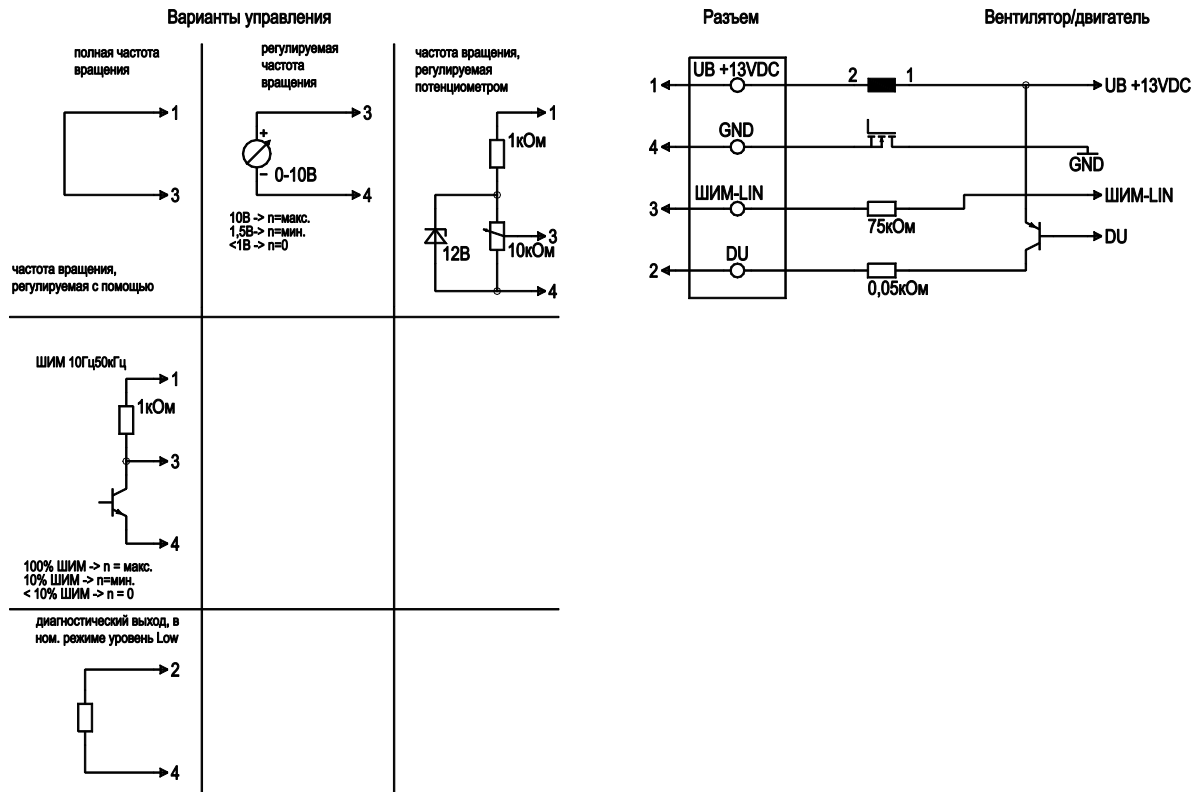 Варианты управления
полная частота
вращения
1
3
регулируемая
частота
вращения
3
+
− 0-10В
4
10В -> n=макс.
1,5В-> n=мин.
<1В -> n=0
частота вращения,
регулируемая
потенциометром
1
1кОм
3
10кОм
12В
4
частота вращения,
регулируемая с помощью
ШИМ 10Гц50кГц
1
1кОм
3
4
100% ШИМ -> n = макс.
10% ШИМ -> n=мин.
< 10% ШИМ -> n = 0
диагностический выход, в
ном. режиме уровень Low
2
4
Разъем
Вентилятор/двигатель
UB +13VDC
1
2
1
UB +13VDC
GND
4
GND
ШИМ-LIN
3
75кОм
ШИМ-LIN
DU
DU
2
0,05кОм